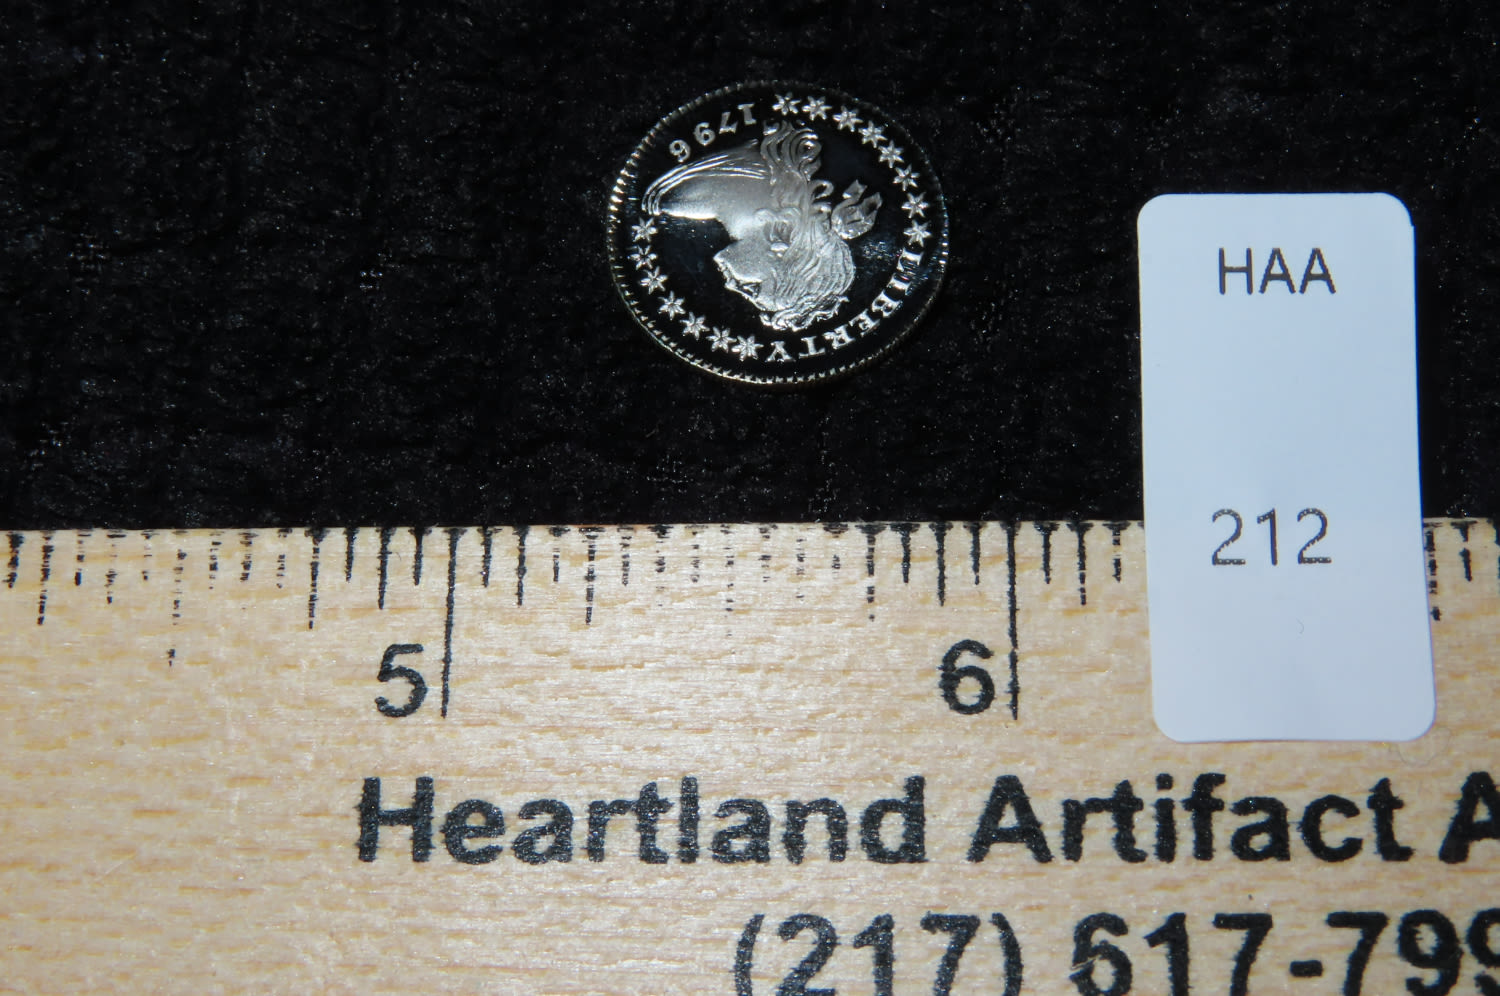 1796
LIBERTY
HAA
212
5 6
Heartland Artifact A
(217) 617-799